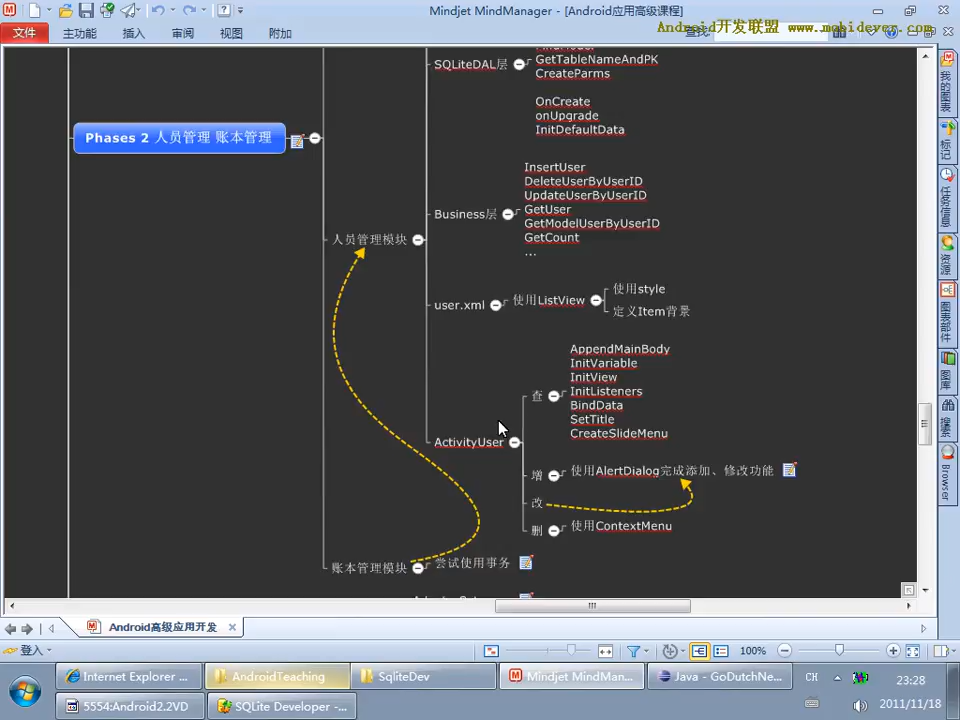 Mindjet MindManager - [Android应用高级课程]
Android开发联盟 www.mobidever.com
文件 主功能 插入 审阅 视图 附加
GetTableNameAndPK
SQLiteDAL层
CreateParms
OnCreate
onUpgrade
InitDefaultData
Phases 2 人员管理 账本管理
InsertUser
DeleteUserByUserID
UpdateUserByUserID
GetUser
Business层
GetModelUserByUserID
GetCount
...
人员管理模块
user.xml
使用ListView
使用style
定义Item背景
AppendMainBody
InitVariable
InitView
InitListeners
查
BindData
SetTitle
CreateSlideMenu
ActivityUser
增
使用AlertDialog完成添加、修改功能
改
删
使用ContextMenu
账本管理模块
尝试使用事务
我的图表
标记
任务信息
资源
图表部件
图库
搜索
Browser
Android高级应用开发
登入
100%
Internet Explorer ...
AndroidTeaching
SqliteDev
Mindjet MindMan...
Java - GoDutchNe...
CH
23:28
5554:Android2.2VD
SQLite Developer - ...
2011/11/18